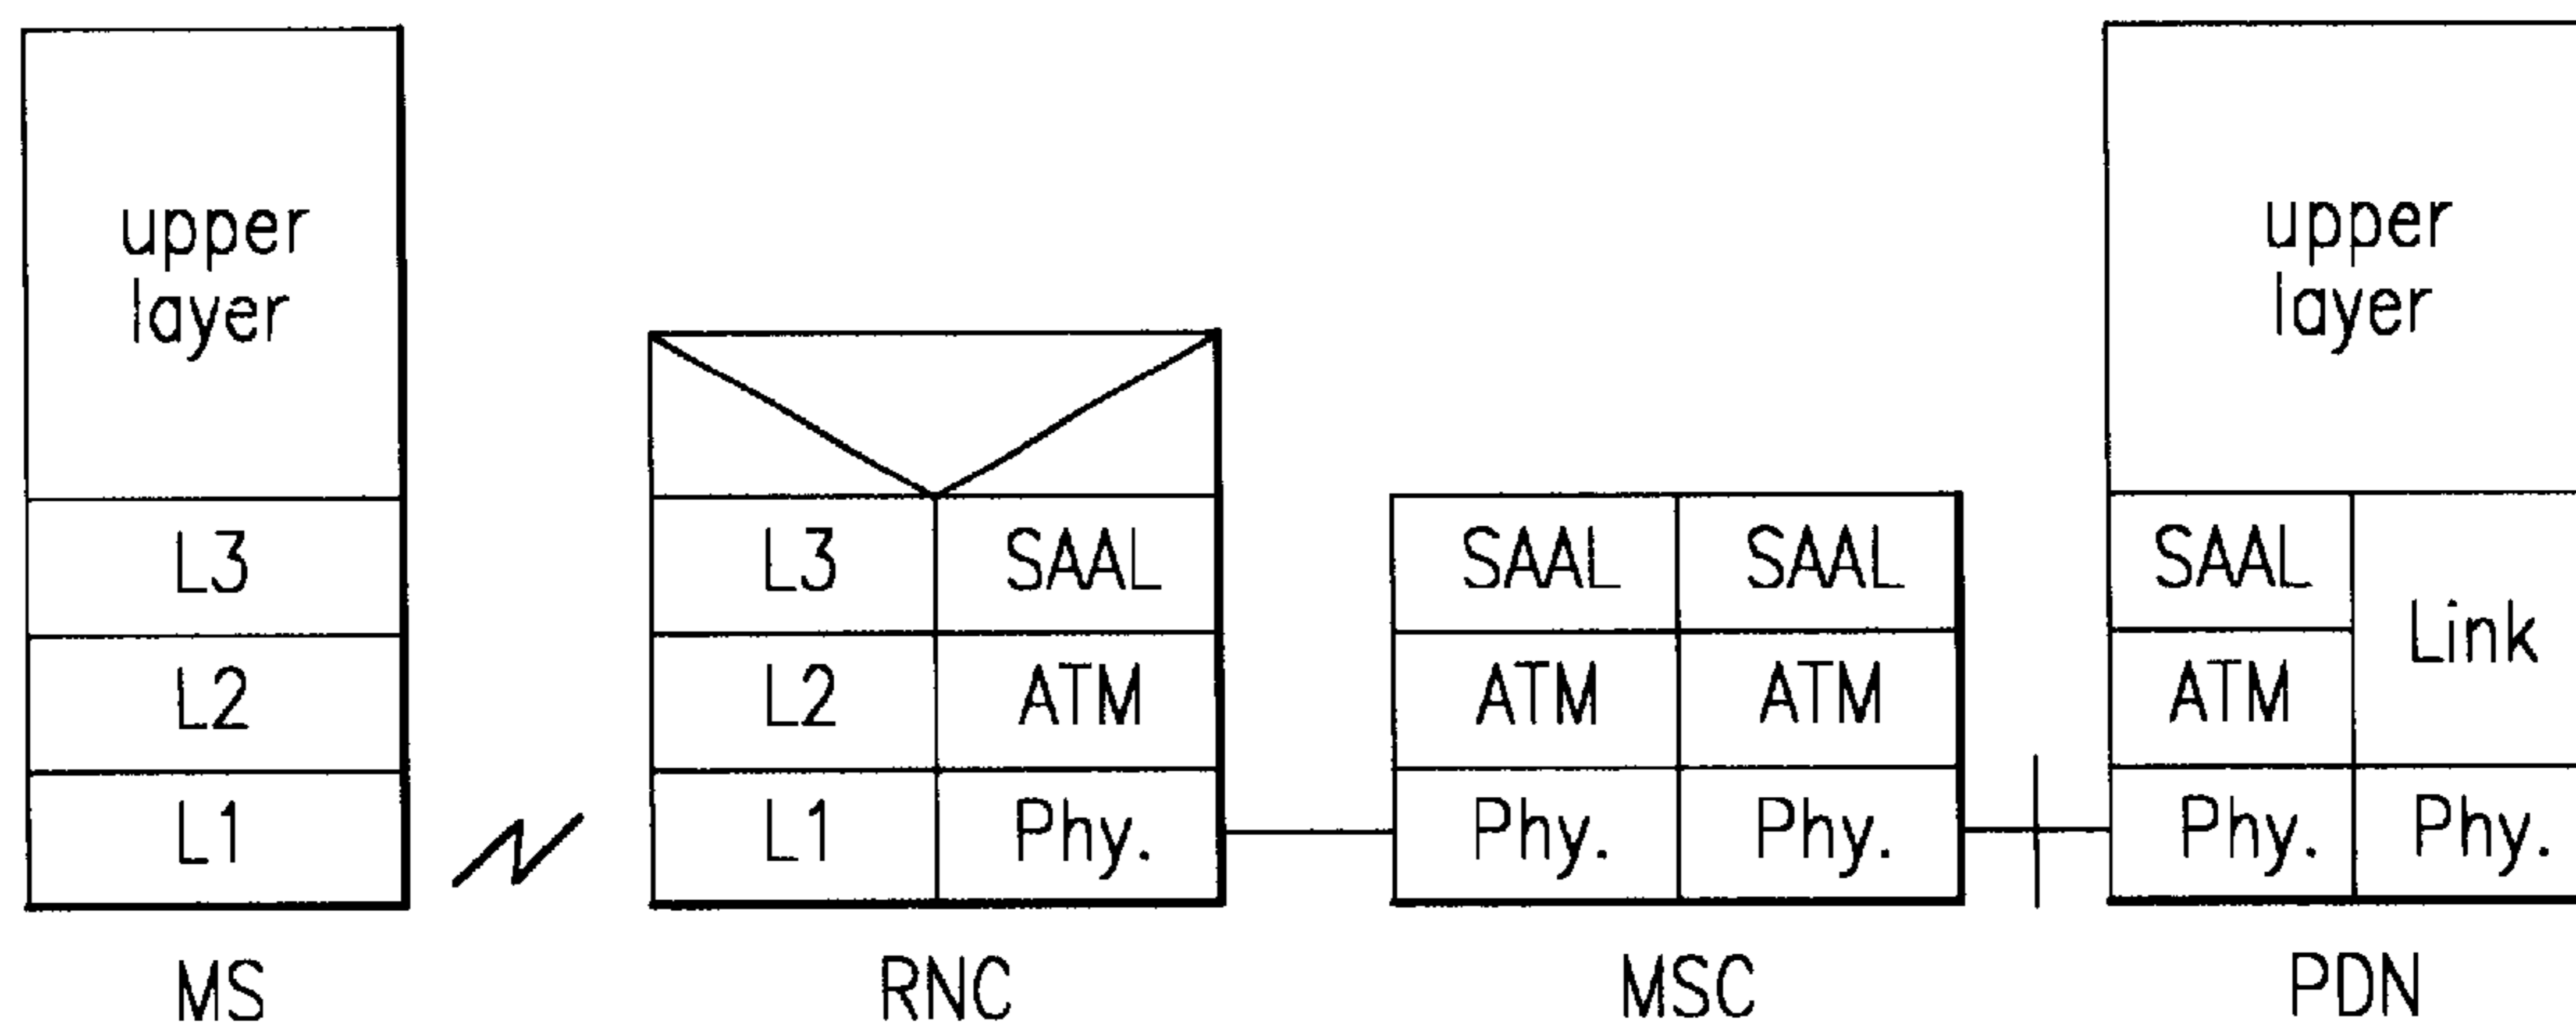 upper
layer
L3
L2
L1
MS
L3 SAAL
L2 ATM
L1 Phy.
RNC
SAAL SAAL
ATM ATM
Phy. Phy.
MSC
upper
layer
SAAL
Link
ATM
Phy. Phy.
PDN